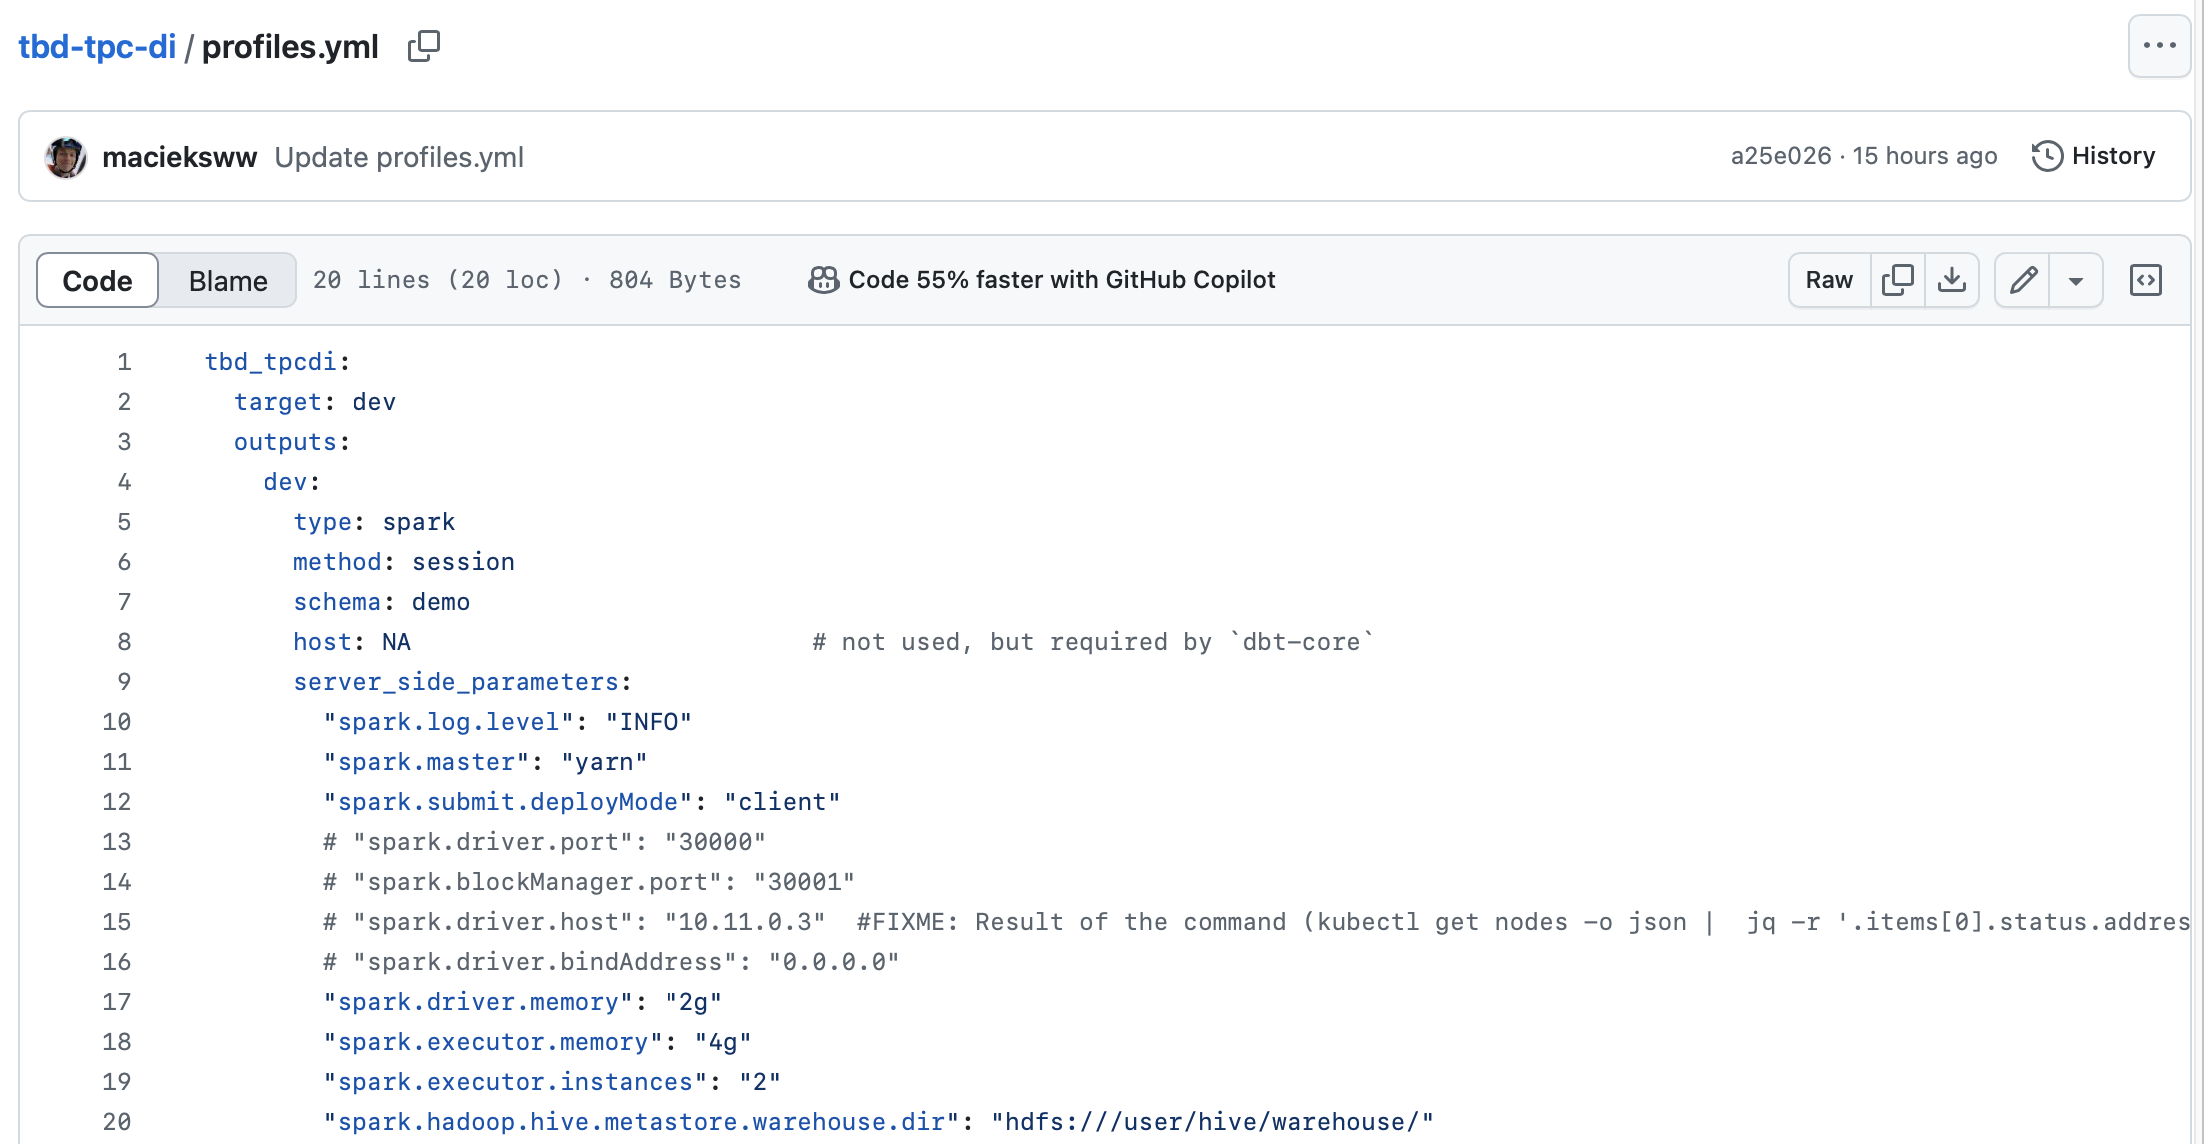 tbd-tpc-di / profiles.yml
macieksww Update profiles.yml a25e026 · 15 hours ago History
Code Blame 20 lines (20 loc) · 804 Bytes Code 55% faster with GitHub Copilot Raw
1 tbd_tpcdi:
2 target: dev
3 outputs:
4 dev:
5 type: spark
6 method: session
7 schema: demo
8 host: NA # not used, but required by `dbt-core`
9 server_side_parameters:
10 "spark.log.level": "INFO"
11 "spark.master": "yarn"
12 "spark.submit.deployMode": "client"
13 # "spark.driver.port": "30000"
14 # "spark.blockManager.port": "30001"
15 # "spark.driver.host": "10.11.0.3" #FIXME: Result of the command (kubectl get nodes -o json | jq -r '.items[0].status.addres
16 # "spark.driver.bindAddress": "0.0.0.0"
17 "spark.driver.memory": "2g"
18 "spark.executor.memory": "4g"
19 "spark.executor.instances": "2"
20 "spark.hadoop.hive.metastore.warehouse.dir": "hdfs:///user/hive/warehouse/"